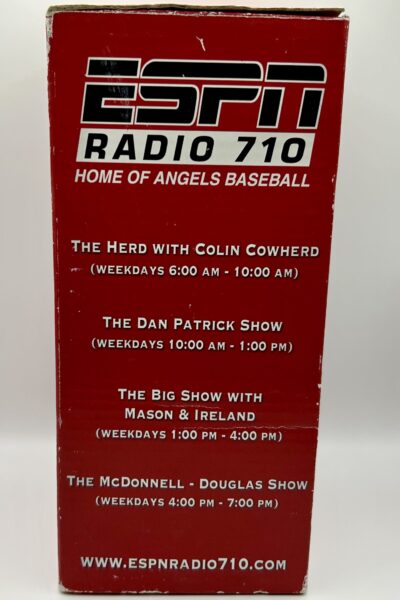 ESPN
RADIO 710
HOME OF ANGELS BASEBALL
THE HERD WITH COLIN COWHERD
(WEEKDAYS 6:00 AM - 10:00 AM)
THE DAN PATRICK SHOW
(WEEKDAYS 10:00 AM - 1:00 PM)
THE BIG SHOW WITH
MASON & IRELAND
(WEEKDAYS 1:00 PM - 4:00 PM)
THE MCDONNELL - DOUGLAS SHOW
(WEEKDAYS 4:00 PM - 7:00 PM)
WWW.ESPNRADIO710.COM